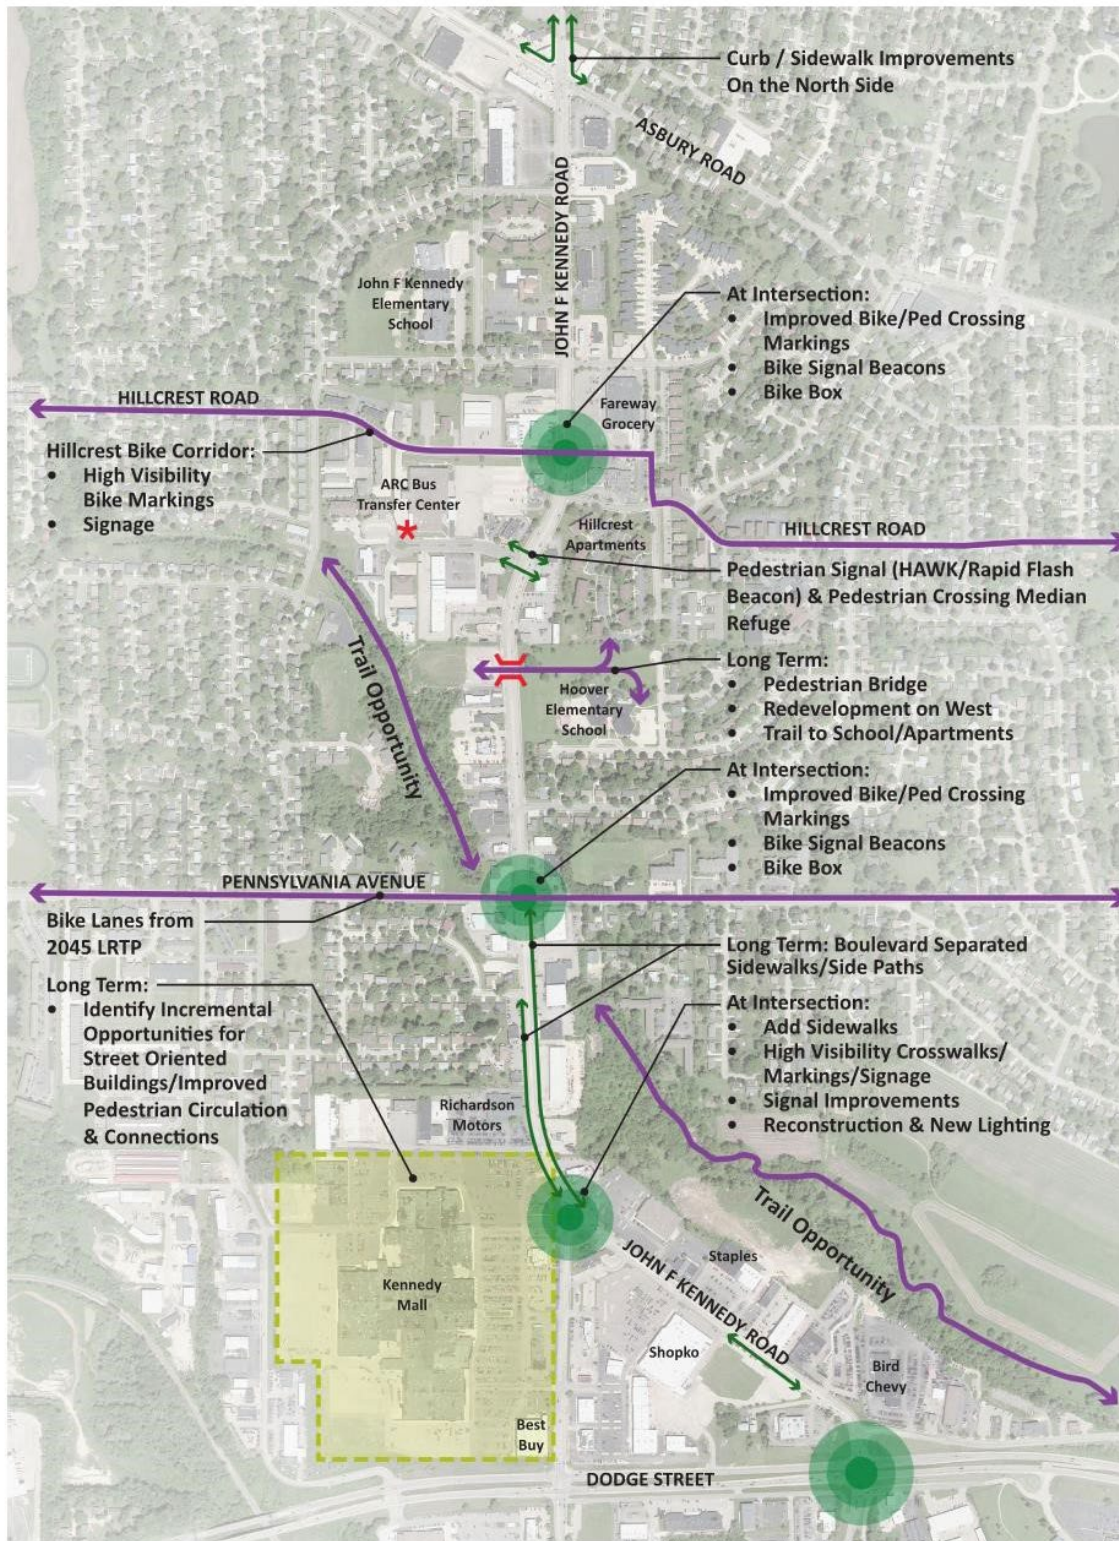 Curb / Sidewalk Improvements
On the North Side
ASBURY ROAD
JOHN F KENNEDY ROAD
John F Kennedy
Elementary
School
At Intersection:
• Improved Bike/Ped Crossing
Markings
• Bike Signal Beacons
• Bike Box
HILLCREST ROAD
Fareway
Grocery
Hillcrest Bike Corridor:
• High Visibility
Bike Markings
• Signage
ARC Bus
Transfer Center
*
Hillcrest
Apartments
HILLCREST ROAD
Pedestrian Signal (HAWK/Rapid Flash
Beacon) & Pedestrian Crossing Median
Refuge
Trail Opportunity
Long Term:
• Pedestrian Bridge
• Redevelopment on West
• Trail to School/Apartments
Hoover
Elementary
School
At Intersection:
• Improved Bike/Ped Crossing
Markings
• Bike Signal Beacons
• Bike Box
PENNSYLVANIA AVENUE
Bike Lanes from
2045 LRTP
Long Term: Boulevard Separated
Sidewalks/Side Paths
Long Term:
• Identify Incremental
Opportunities for
Street Oriented
Buildings/Improved
Pedestrian Circulation
& Connections
At Intersection:
• Add Sidewalks
• High Visibility Crosswalks/
Markings/Signage
• Signal Improvements
• Reconstruction & New Lighting
Richardson
Motors
Trail Opportunity
JOHN F KENNEDY ROAD
Staples
Kennedy
Mall
Shopko
Bird
Chevy
Best
Buy
DODGE STREET